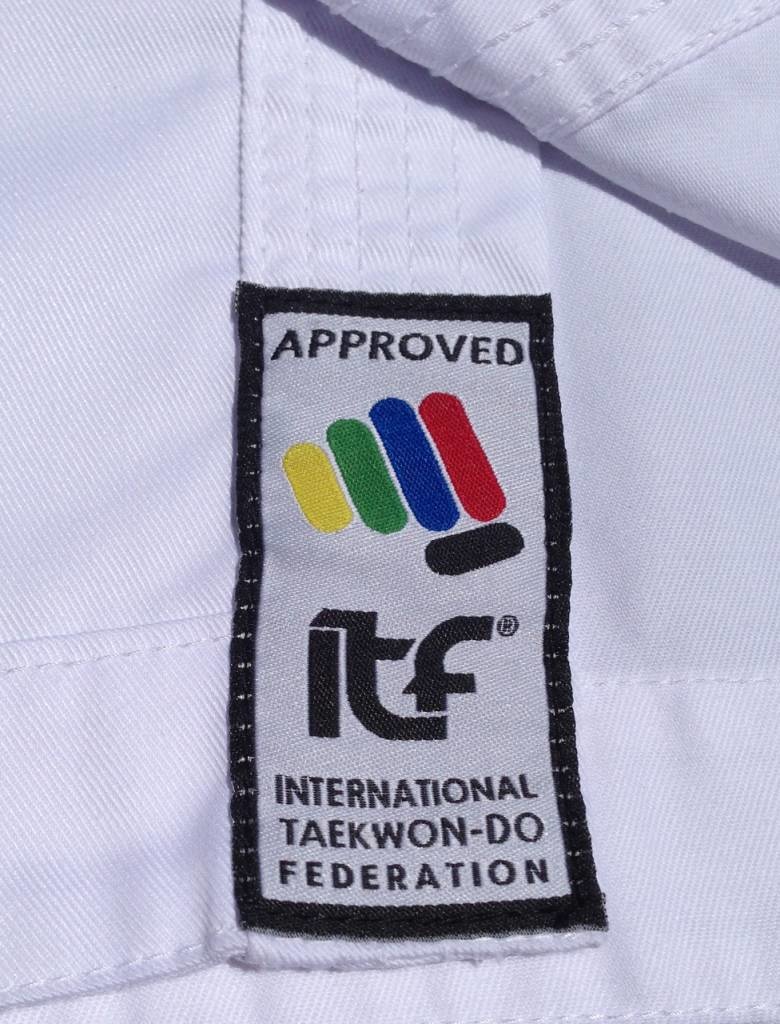 APPROVED
itf®
INTERNATIONAL
TAEKWON-DO
FEDERATION